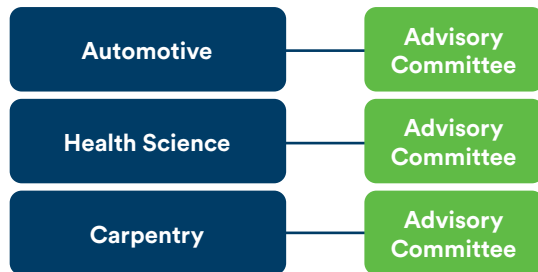 Automotive
Advisory
Committee
Health Science
Advisory
Committee
Carpentry
Advisory
Committee